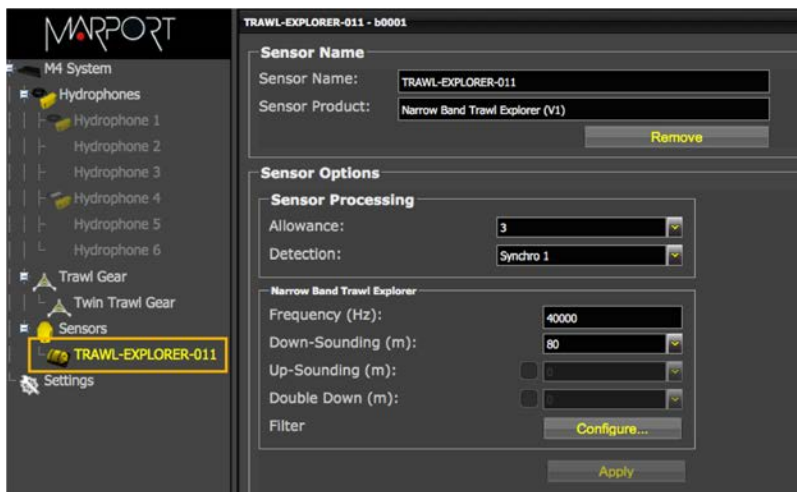 MARPORT
M4 System
Hydrophones
Hydrophone 1
Hydrophone 2
Hydrophone 3
Hydrophone 4
Hydrophone 5
Hydrophone 6
Trawl Gear
Twin Trawl Gear
Sensors
TRAWL-EXPLORER-011
Settings
TRAWL-EXPLORER-011 - b0001
Sensor Name
Sensor Name: TRAWL-EXPLORER-011
Sensor Product: Narrow Band Trawl Explorer (V1)
Remove
Sensor Options
Sensor Processing
Allowance: 3
Detection: Synchro 1
Narrow Band Trawl Explorer
Frequency (Hz): 40000
Down-Sounding (m): 80
Up-Sounding (m): 0
Double Down (m): 0
Filter Configure...
Apply